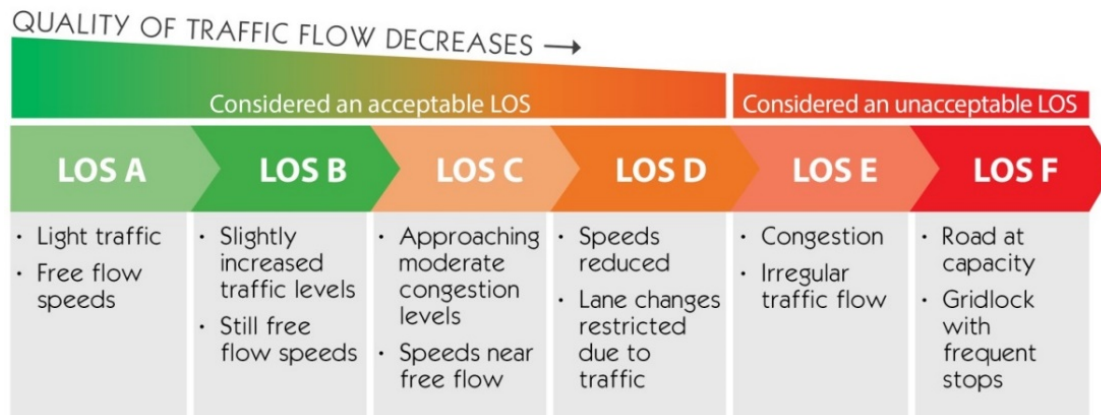 QUALITY OF TRAFFIC FLOW DECREASES →
Considered an acceptable LOS
Considered an unacceptable LOS
LOS A
LOS B
LOS C
LOS D
LOS E
LOS F
• Light traffic
• Free flow
speeds
• Slightly
increased
traffic levels
• Still free
flow speeds
• Approaching
moderate
congestion
levels
• Speeds near
free flow
• Speeds
reduced
• Lane changes
restricted
due to
traffic
• Congestion
• Irregular
traffic flow
• Road at
capacity
• Gridlock
with
frequent
stops